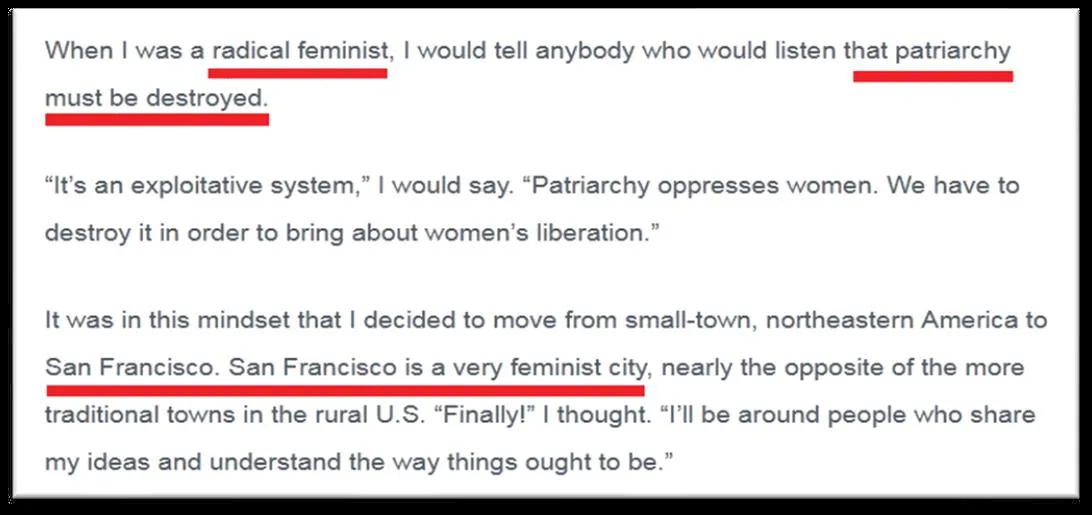 When I was a radical feminist, I would tell anybody who would listen that patriarchy
must be destroyed.
“It’s an exploitative system,” I would say. “Patriarchy oppresses women. We have to
destroy it in order to bring about women’s liberation.”
It was in this mindset that I decided to move from small-town, northeastern America to
San Francisco. San Francisco is a very feminist city, nearly the opposite of the more
traditional towns in the rural U.S. “Finally!” I thought. “I’ll be around people who share
my ideas and understand the way things ought to be.”